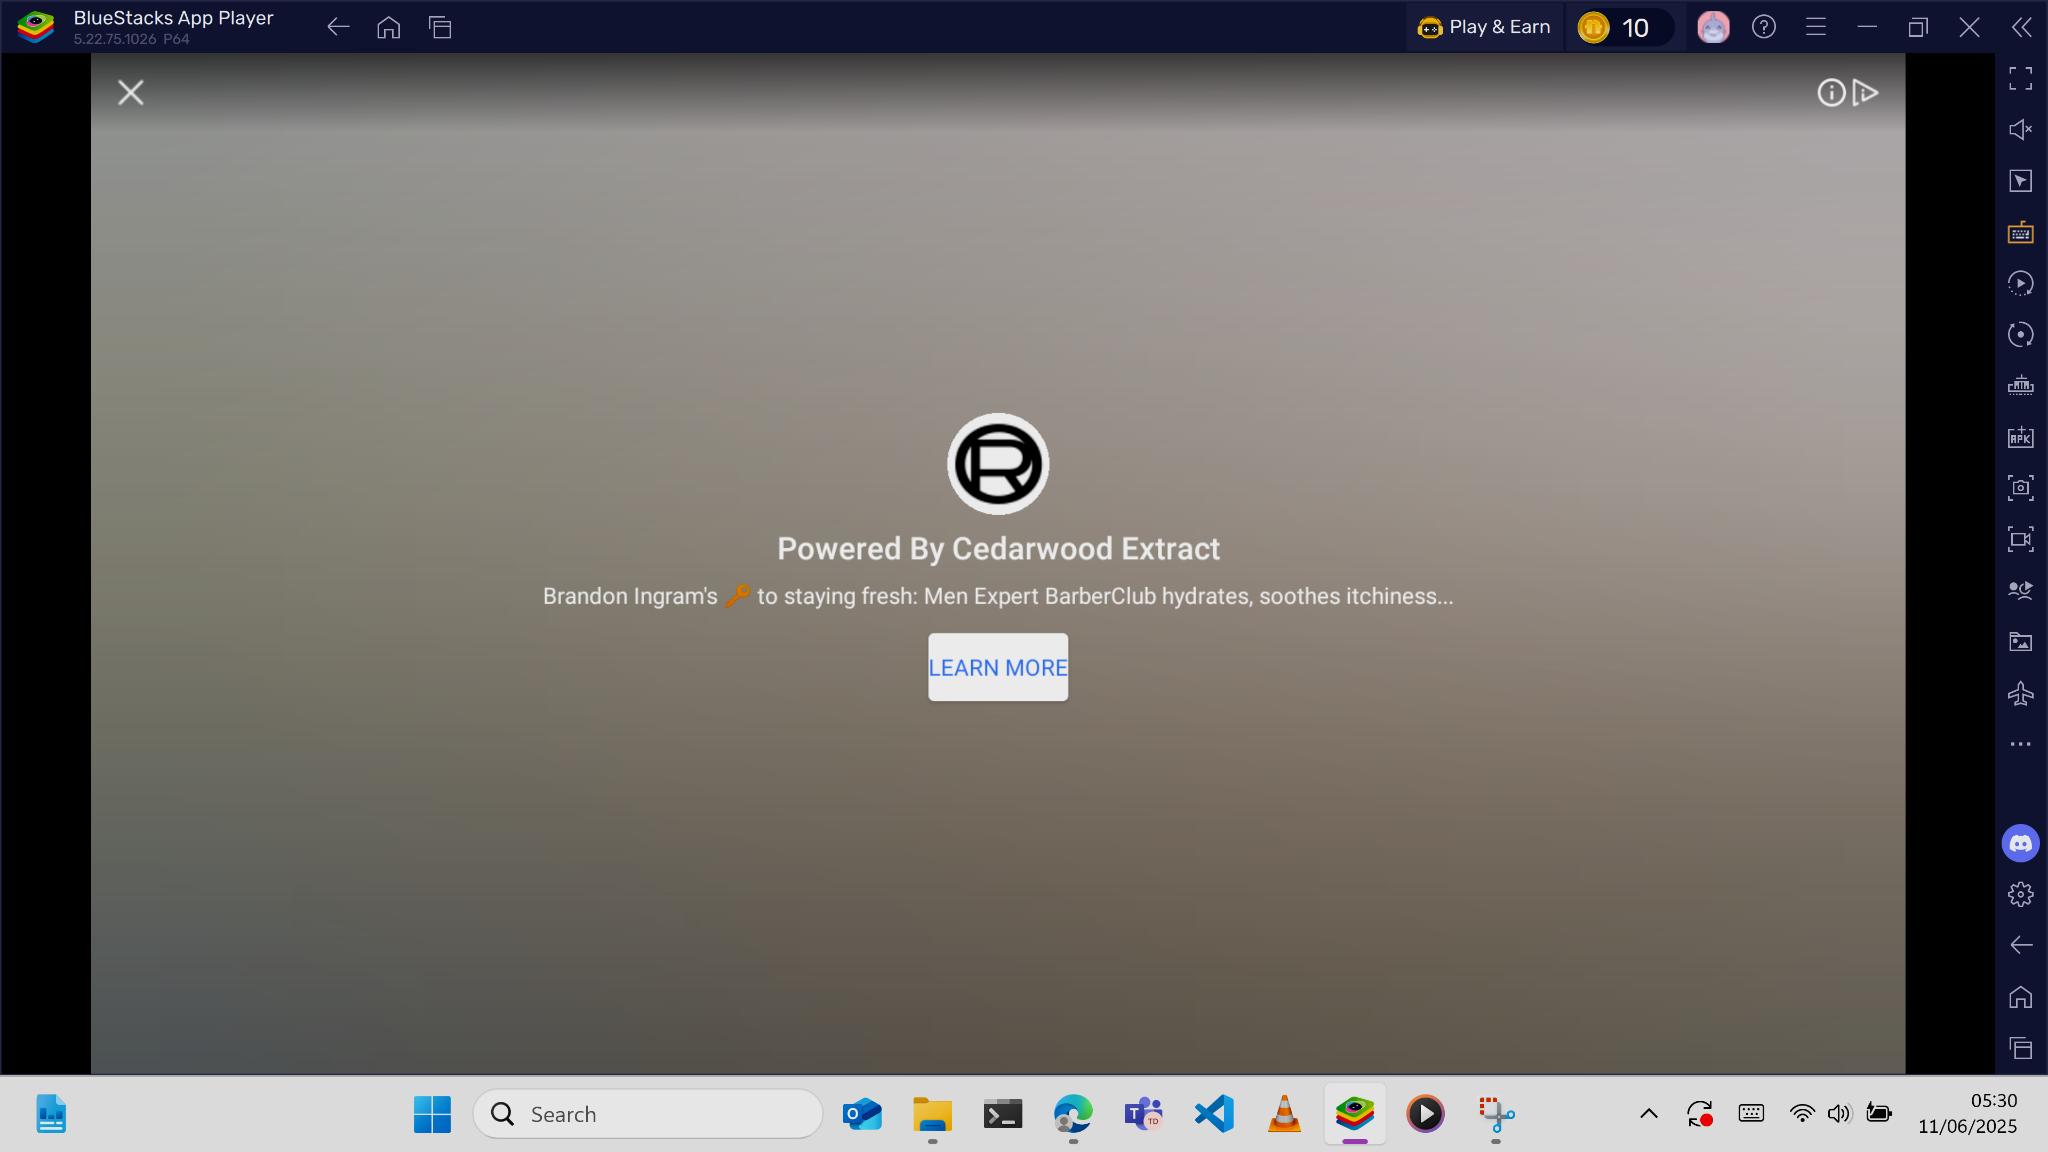 BlueStacks App Player
5.22.75.1026 P64
Play & Earn
10
APK
R
Powered By Cedarwood Extract
Brandon Ingram's 🔑 to staying fresh: Men Expert BarberClub hydrates, soothes itchiness...
LEARN MORE
Search
05:30
11/06/2025